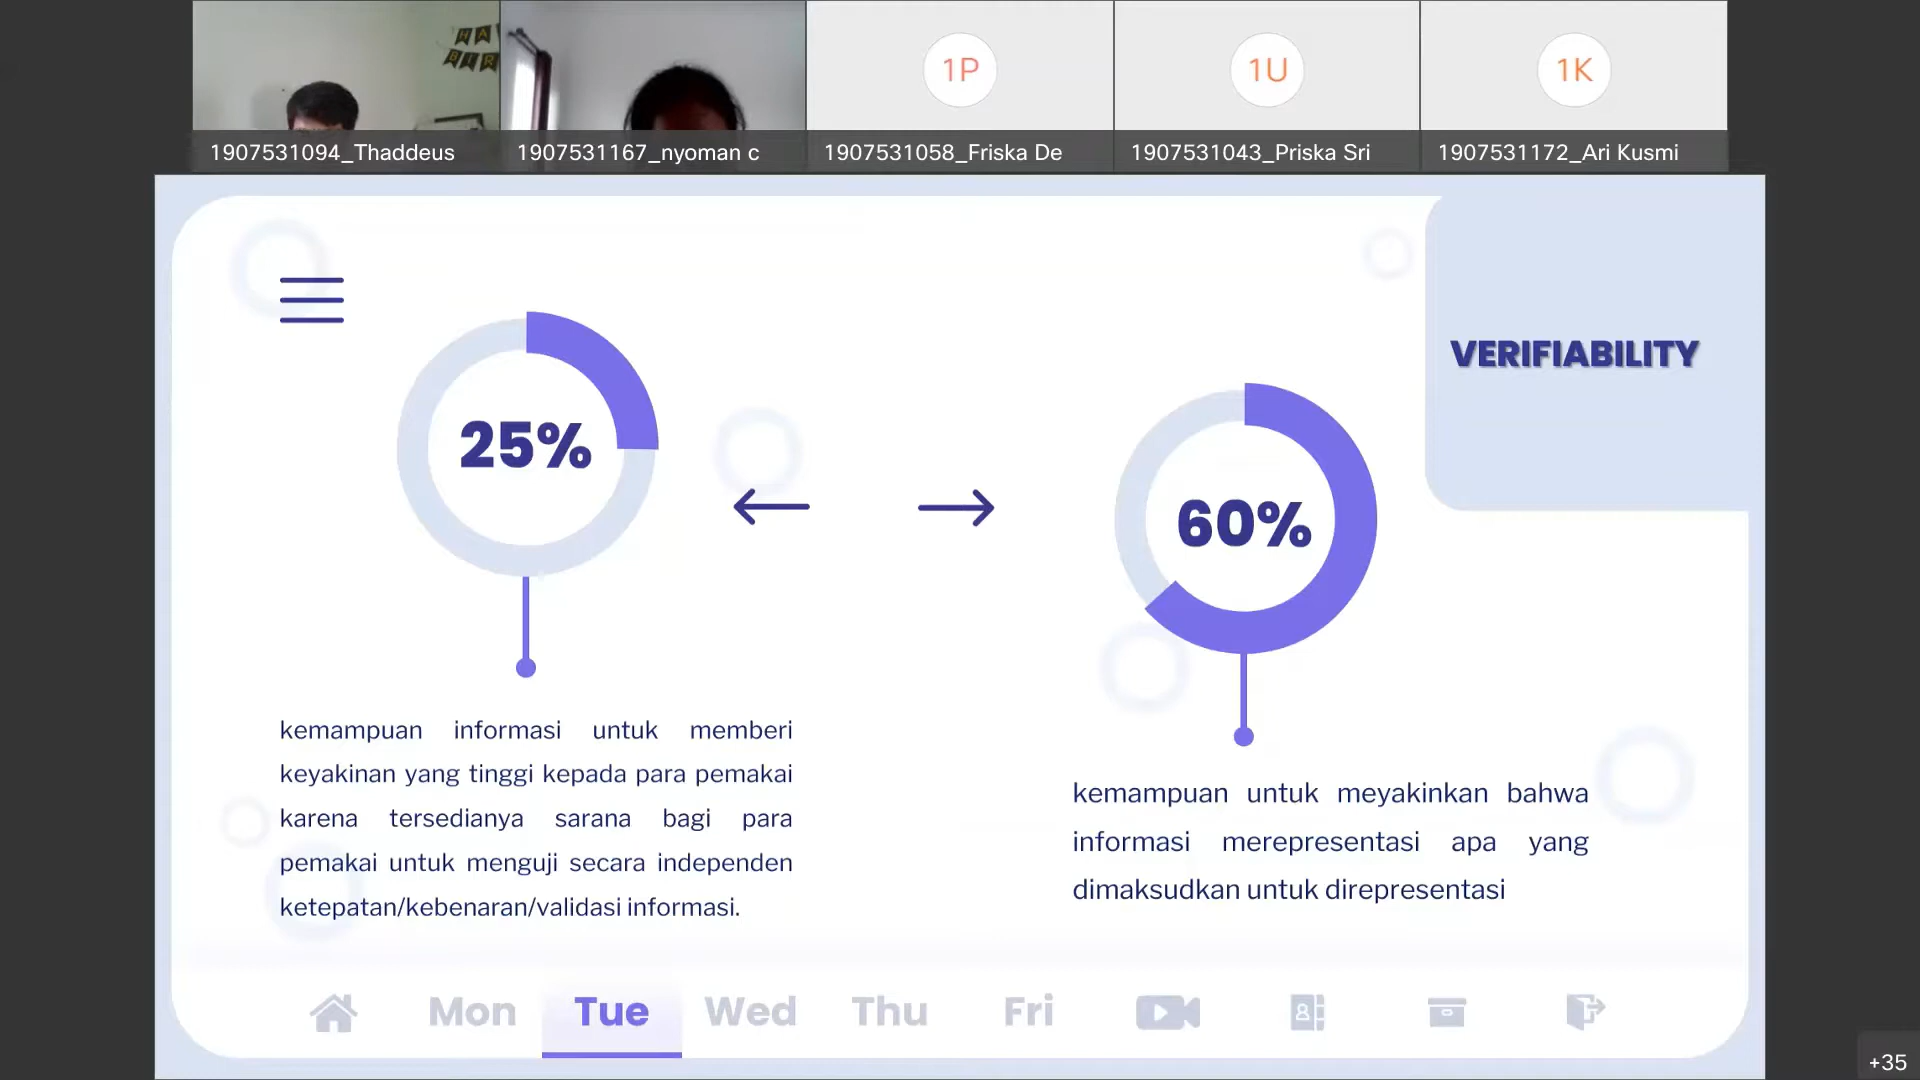 HA
BIR
1P
1U
1K
1907531094_Thaddeus
1907531167_nyoman c
1907531058_Friska De
1907531043_Priska Sri
1907531172_Ari Kusmi
VERIFIABILITY
25%
60%
kemampuan informasi untuk memberi
keyakinan yang tinggi kepada para pemakai
karena tersedianya sarana bagi para
pemakai untuk menguji secara independen
ketepatan/kebenaran/validasi informasi.
kemampuan untuk meyakinkan bahwa
informasi merepresentasi apa yang
dimaksudkan untuk direpresentasi
Mon
Tue
Wed
Thu
Fri
+35